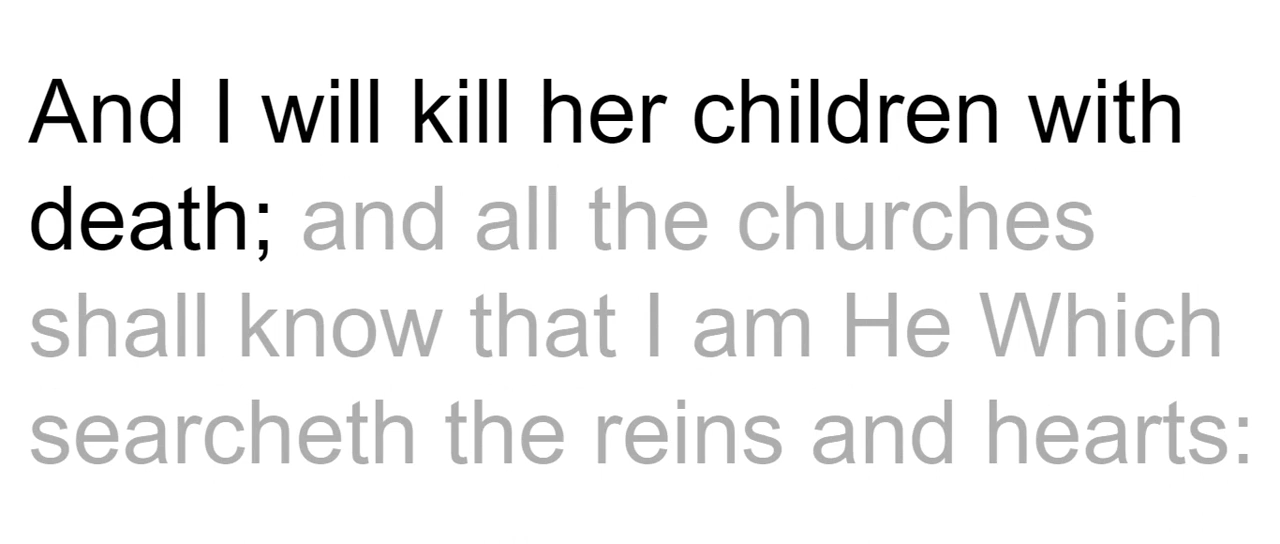 And I will kill her children with
death; and all the churches
shall know that I am He Which
searcheth the reins and hearts: